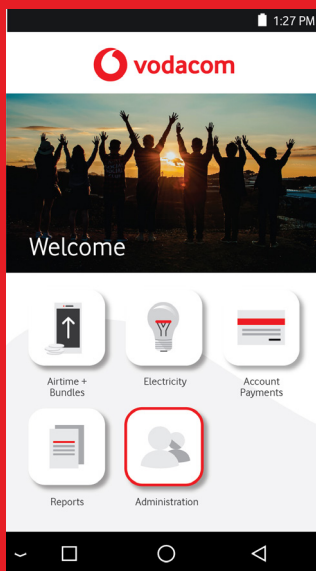 1:27 PM
vodacom
Welcome
Airtime +
Bundles
Electricity
Account
Payments
Reports
Administration